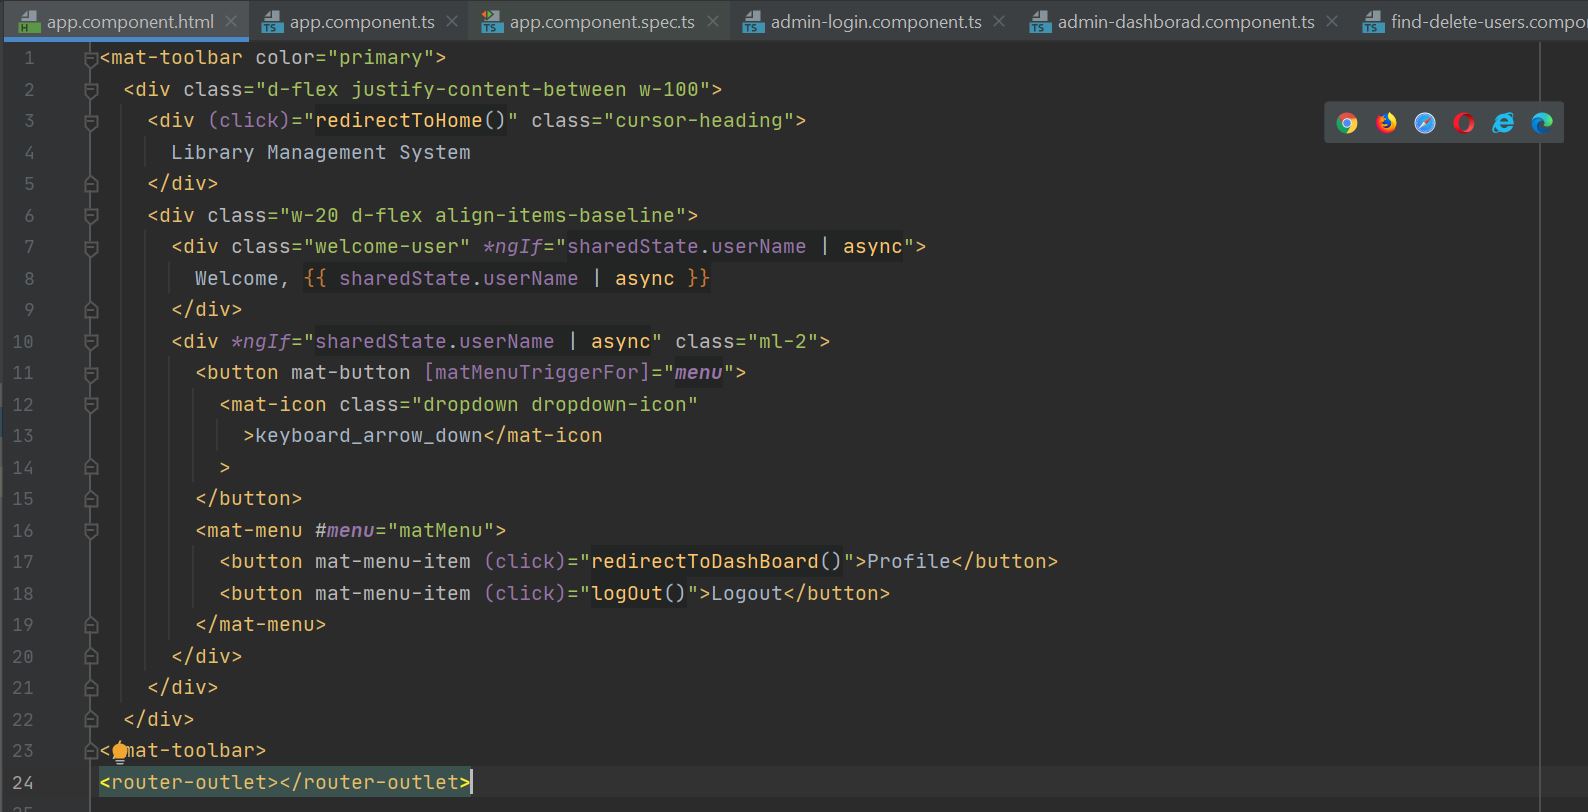 app.component.html
app.component.ts
app.component.spec.ts
admin-login.component.ts
admin-dashborad.component.ts
find-delete-users.compo
1 <mat-toolbar color="primary">
2 <div class="d-flex justify-content-between w-100">
3 <div (click)="redirectToHome()" class="cursor-heading">
4 Library Management System
5 </div>
6 <div class="w-20 d-flex align-items-baseline">
7 <div class="welcome-user" *ngIf="sharedState.userName | async">
8 Welcome, {{ sharedState.userName | async }}
9 </div>
10 <div *ngIf="sharedState.userName | async" class="ml-2">
11 <button mat-button [matMenuTriggerFor]="menu">
12 <mat-icon class="dropdown dropdown-icon"
13 >keyboard_arrow_down</mat-icon
14 >
15 </button>
16 <mat-menu #menu="matMenu">
17 <button mat-menu-item (click)="redirectToDashBoard()">Profile</button>
18 <button mat-menu-item (click)="logOut()">Logout</button>
19 </mat-menu>
20 </div>
21 </div>
22 </div>
23 <mat-toolbar>
24 <router-outlet></router-outlet>